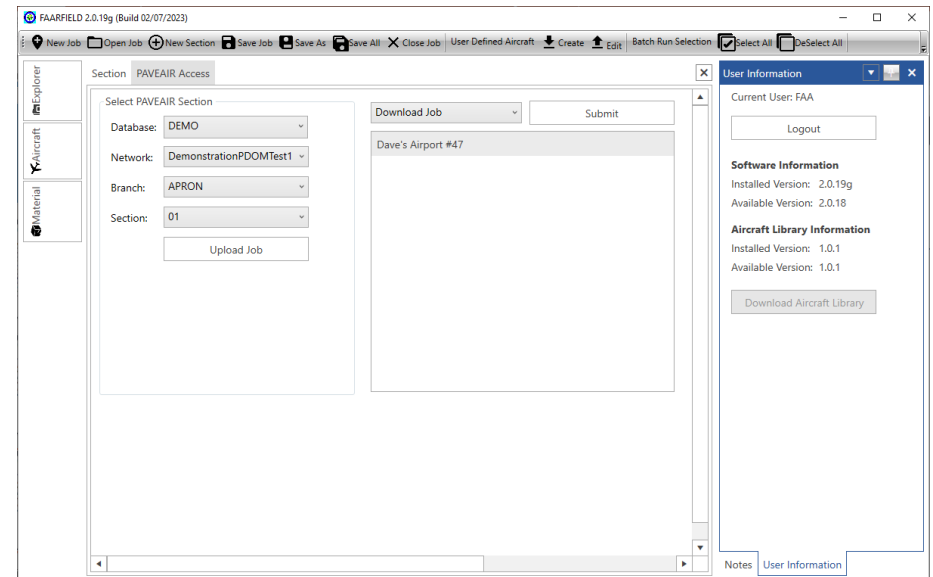 FAARFIELD 2.0.19g (Build 02/07/2023)
New Job Open Job New Section Save Job Save As Save All Close Job User Defined Aircraft Create Edit Batch Run Selection Select All DeSelect All
Explorer
Aircraft
Material
Section PAVEAIR Access
Select PAVEAIR Section
Database: DEMO
Network: DemonstrationPDOMTest1
Branch: APRON
Section: 01
Upload Job
Download Job Submit
Dave's Airport #47
User Information
Current User: FAA
Logout
Software Information
Installed Version: 2.0.19g
Available Version: 2.0.18
Aircraft Library Information
Installed Version: 1.0.1
Available Version: 1.0.1
Download Aircraft Library
Notes User Information